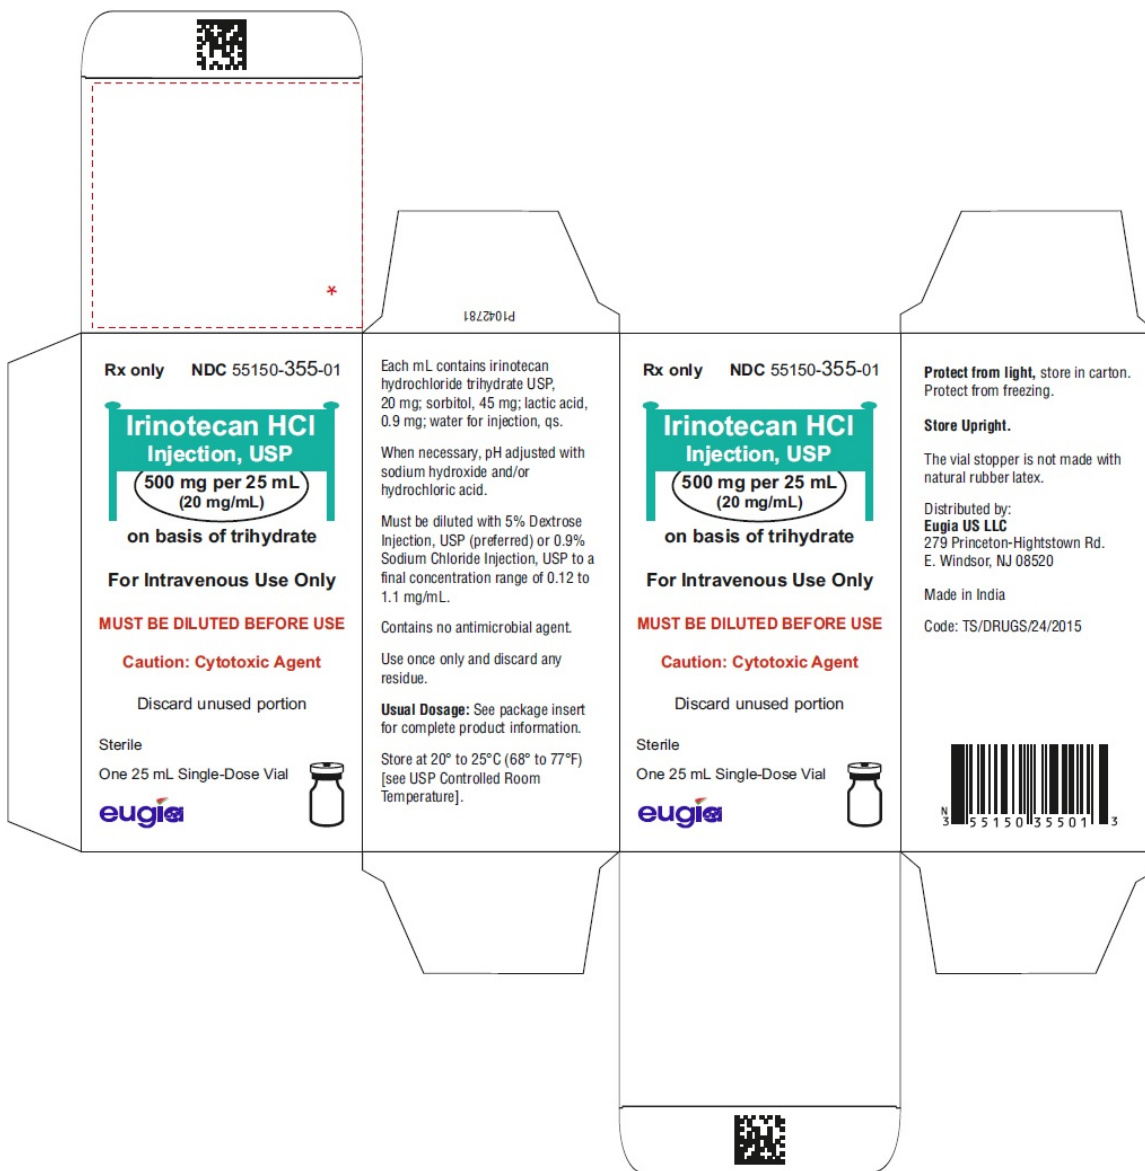 P1042781
Rx only NDC 55150-355-01
Irinotecan HCl
Injection, USP
500 mg per 25 mL
(20 mg/mL)
on basis of trihydrate
For Intravenous Use Only
MUST BE DILUTED BEFORE USE
Caution: Cytotoxic Agent
Discard unused portion
Sterile
One 25 mL Single-Dose Vial
eugia
Each mL contains irinotecan
hydrochloride trihydrate USP,
20 mg; sorbitol, 45 mg; lactic acid,
0.9 mg; water for injection, qs.
When necessary, pH adjusted with
sodium hydroxide and/or
hydrochloric acid.
Must be diluted with 5% Dextrose
Injection, USP (preferred) or 0.9%
Sodium Chloride Injection, USP to a
final concentration range of 0.12 to
1.1 mg/mL.
Contains no antimicrobial agent.
Use once only and discard any
residue.
Usual Dosage: See package insert
for complete product information.
Store at 20° to 25°C (68° to 77°F)
[see USP Controlled Room
Temperature].
Rx only NDC 55150-355-01
Irinotecan HCl
Injection, USP
500 mg per 25 mL
(20 mg/mL)
on basis of trihydrate
For Intravenous Use Only
MUST BE DILUTED BEFORE USE
Caution: Cytotoxic Agent
Discard unused portion
Sterile
One 25 mL Single-Dose Vial
eugia
Protect from light, store in carton.
Protect from freezing.
Store Upright.
The vial stopper is not made with
natural rubber latex.
Distributed by:
Eugia US LLC
279 Princeton-Hightstown Rd.
E. Windsor, NJ 08520
Made in India
Code: TS/DRUGS/24/2015
N
3 55150 35501 3